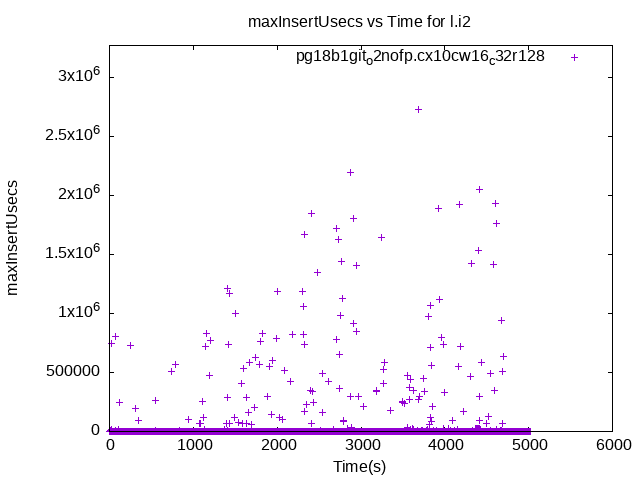 maxInsertUsecs vs Time for l.i2
pg18b1git_o2nofp.cx10cw16_c32r128
3x10^6
2.5x10^6
2x10^6
1.5x10^6
1x10^6
500000
0
maxInsertUsecs
0 1000 2000 3000 4000 5000 6000
Time(s)